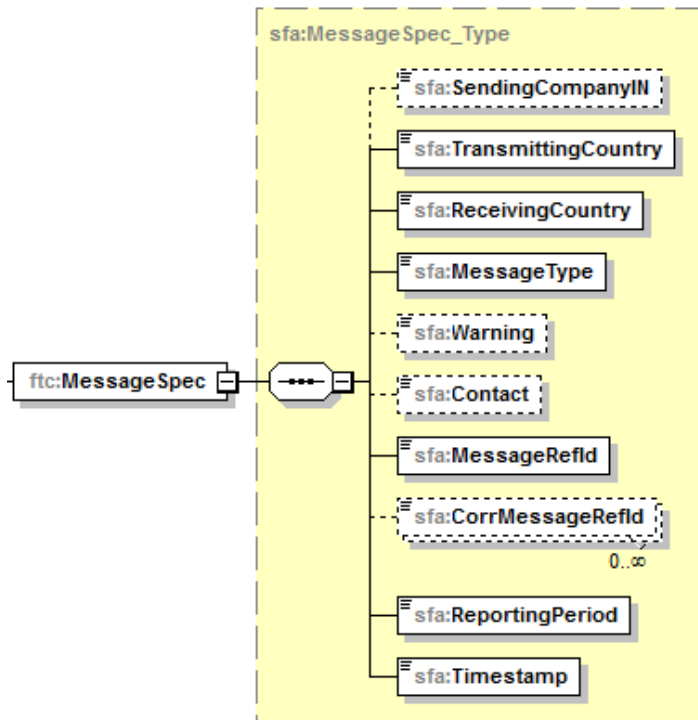 sfa:MessageSpec_Type
sfa:SendingCompanyIN
sfa:TransmittingCountry
sfa:ReceivingCountry
sfa:MessageType
sfa:Warning
ftc:MessageSpec
sfa:Contact
sfa:MessageRefId
sfa:CorrMessageRefId
0..∞
sfa:ReportingPeriod
sfa:Timestamp